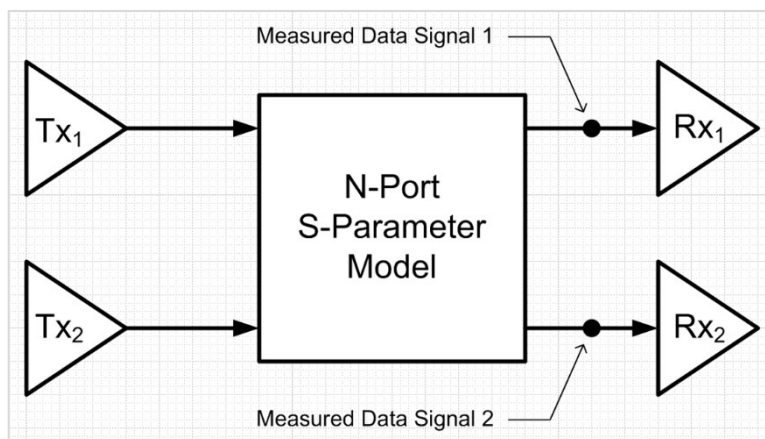 Measured Data Signal 1
Tx₁
N-Port
S-Parameter
Model
Rx₁
Tx₂
Rx₂
Measured Data Signal 2